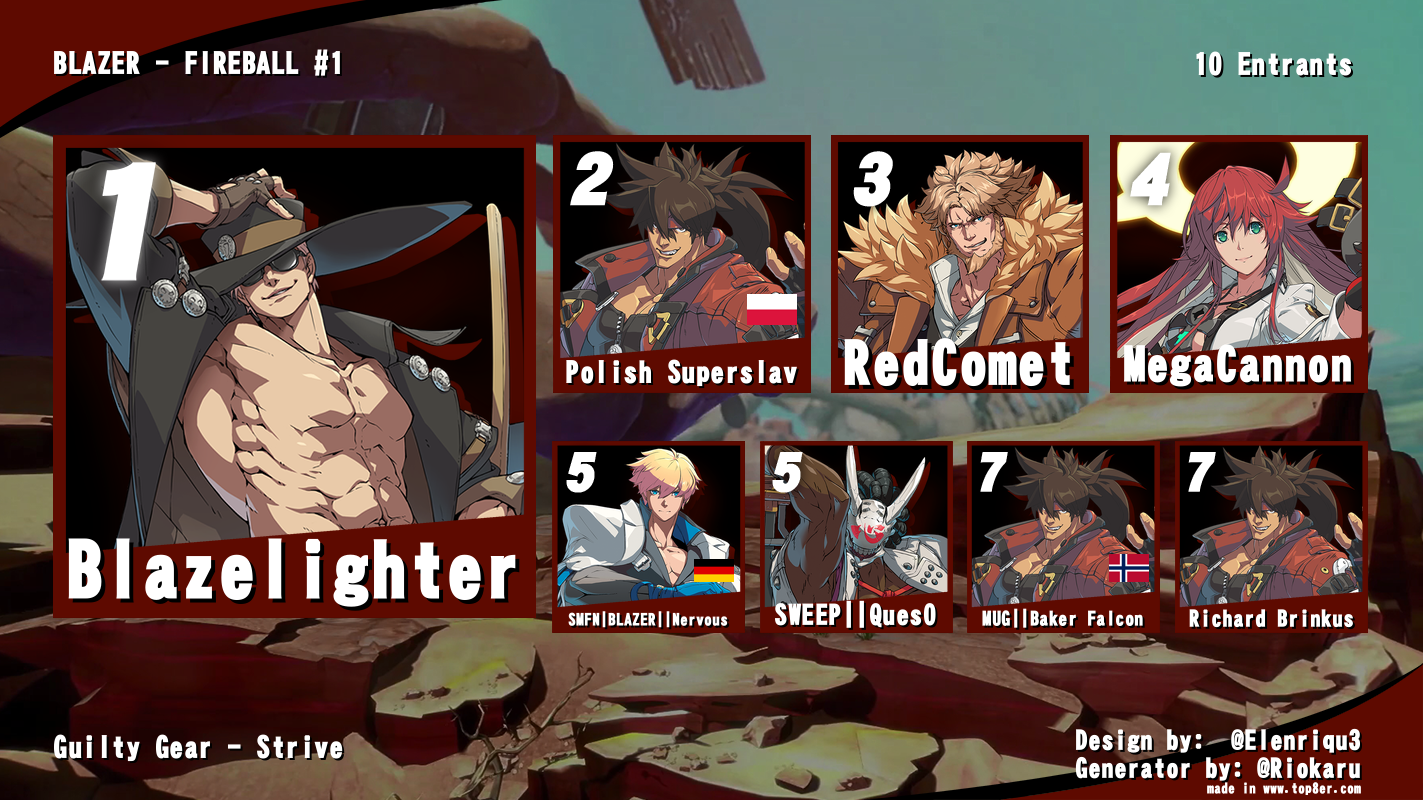 BLAZER - FIREBALL #1
10 Entrants
1
Blazelighter
2
Polish Superslav
3
RedComet
4
MegaCannon
5
SMFN|BLAZER||Nervous
5
SWEEP||Ques0
7
MUG||Baker Falcon
7
Richard Brinkus
Guilty Gear - Strive
Design by: @Elenriqu3
Generator by: @Riokaru
made in www.top8er.com